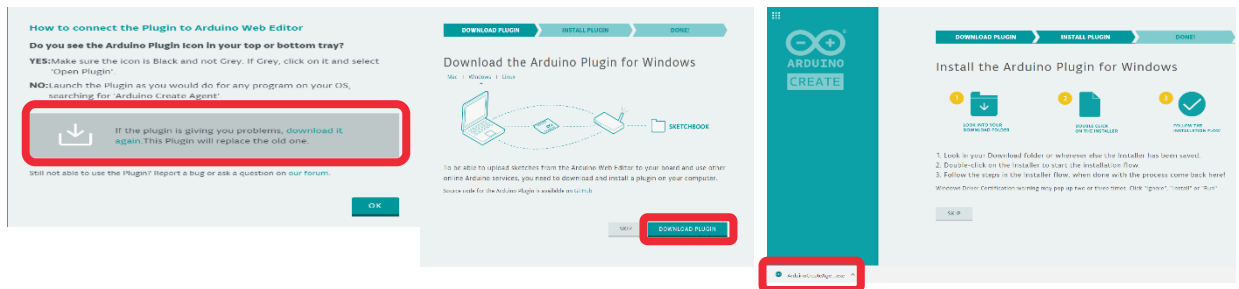 How to connect the Plugin to Arduino Web Editor
Do you see the Arduino Plugin Icon in your top or bottom tray?
YES:Make sure the icon is Black and not Grey. If Grey, click on it and select
'Open Plugin'.
NO:Launch the Plugin as you would do for any program on your OS,
searching for 'Arduino Create Agent'.
If the plugin is giving you problems, download it
again.This Plugin will replace the old one.
Still not able to use the Plugin? Report a bug or ask a question on our forum.
OK
DOWNLOAD PLUGIN
INSTALL PLUGIN
DONE!
Download the Arduino Plugin for Windows
Mac | Windows | Linux
SKETCHBOOK
To be able to upload sketches from the Arduino Web Editor to your board and use other
online Arduino services, you need to download and install a plugin on your computer.
Source code for the Arduino Plugin is available on GitHub
SKIP
DOWNLOAD PLUGIN
ARDUINO
CREATE
DOWNLOAD PLUGIN
INSTALL PLUGIN
DONE!
Install the Arduino Plugin for Windows
1
2
3
LOOK INTO YOUR
DOWNLOAD FOLDER
DOUBLE CLICK
ON THE INSTALLER
FOLLOW THE
INSTALLATION FLOW
1. Look in your Download folder or wherever else the Installer has been saved.
2. Double-click on the Installer to start the installation flow.
3. Follow the steps in the Installer flow, when done with the process come back here!
Windows Driver Certification warning may pop up two or three times. Click "Ignore", "Install" or "Run"
SKIP